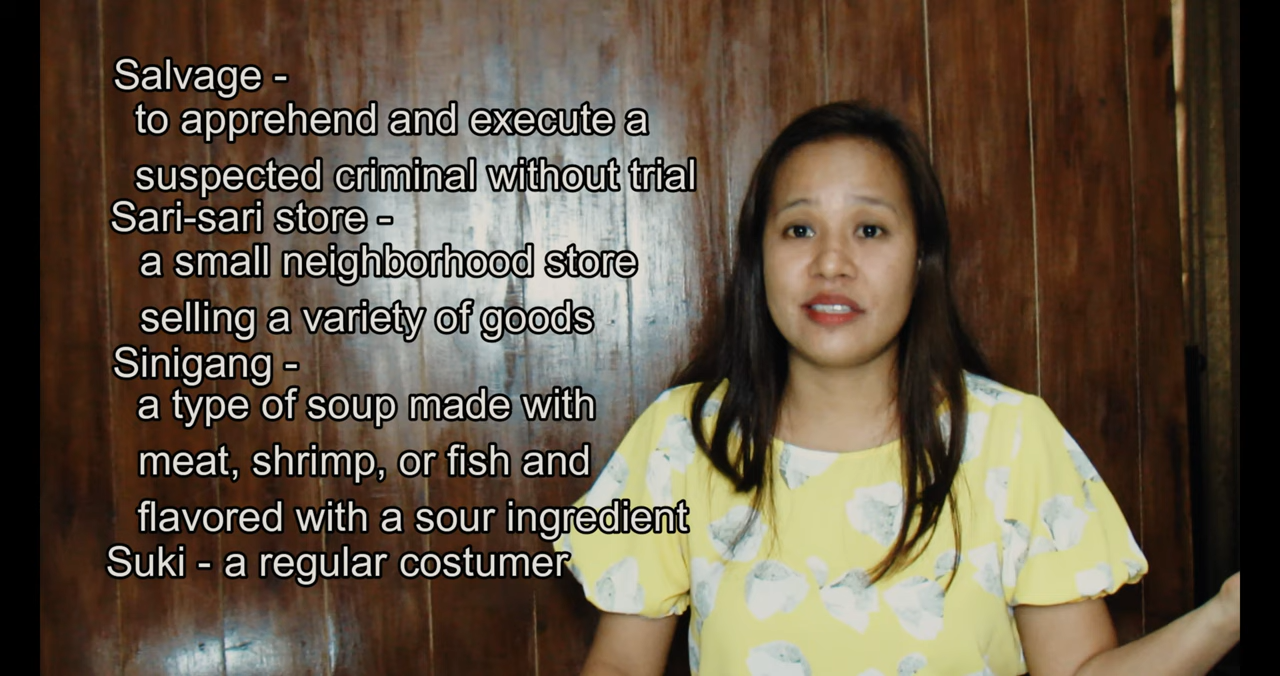 Salvage -
to apprehend and execute a
suspected criminal without trial
Sari-sari store -
a small neighborhood store
selling a variety of goods
Sinigang -
a type of soup made with
meat, shrimp, or fish and
flavored with a sour ingredient
Suki - a regular costumer